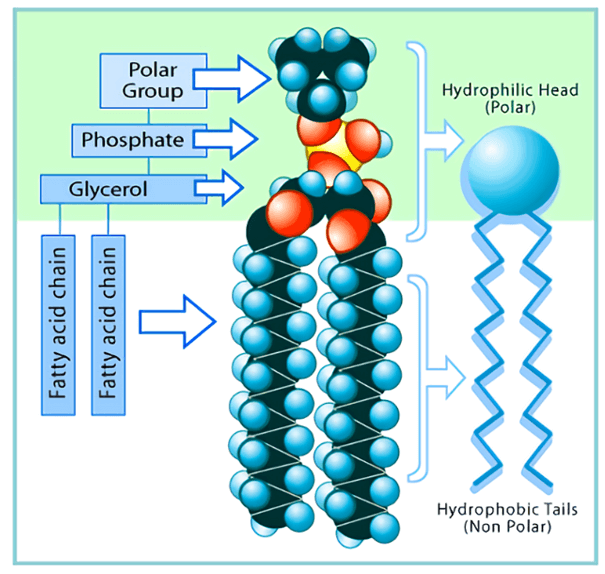 Polar
Group
Phosphate
Glycerol
Fatty acid chain
Fatty acid chain
Hydrophilic Head
(Polar)
Hydrophobic Tails
(Non Polar)